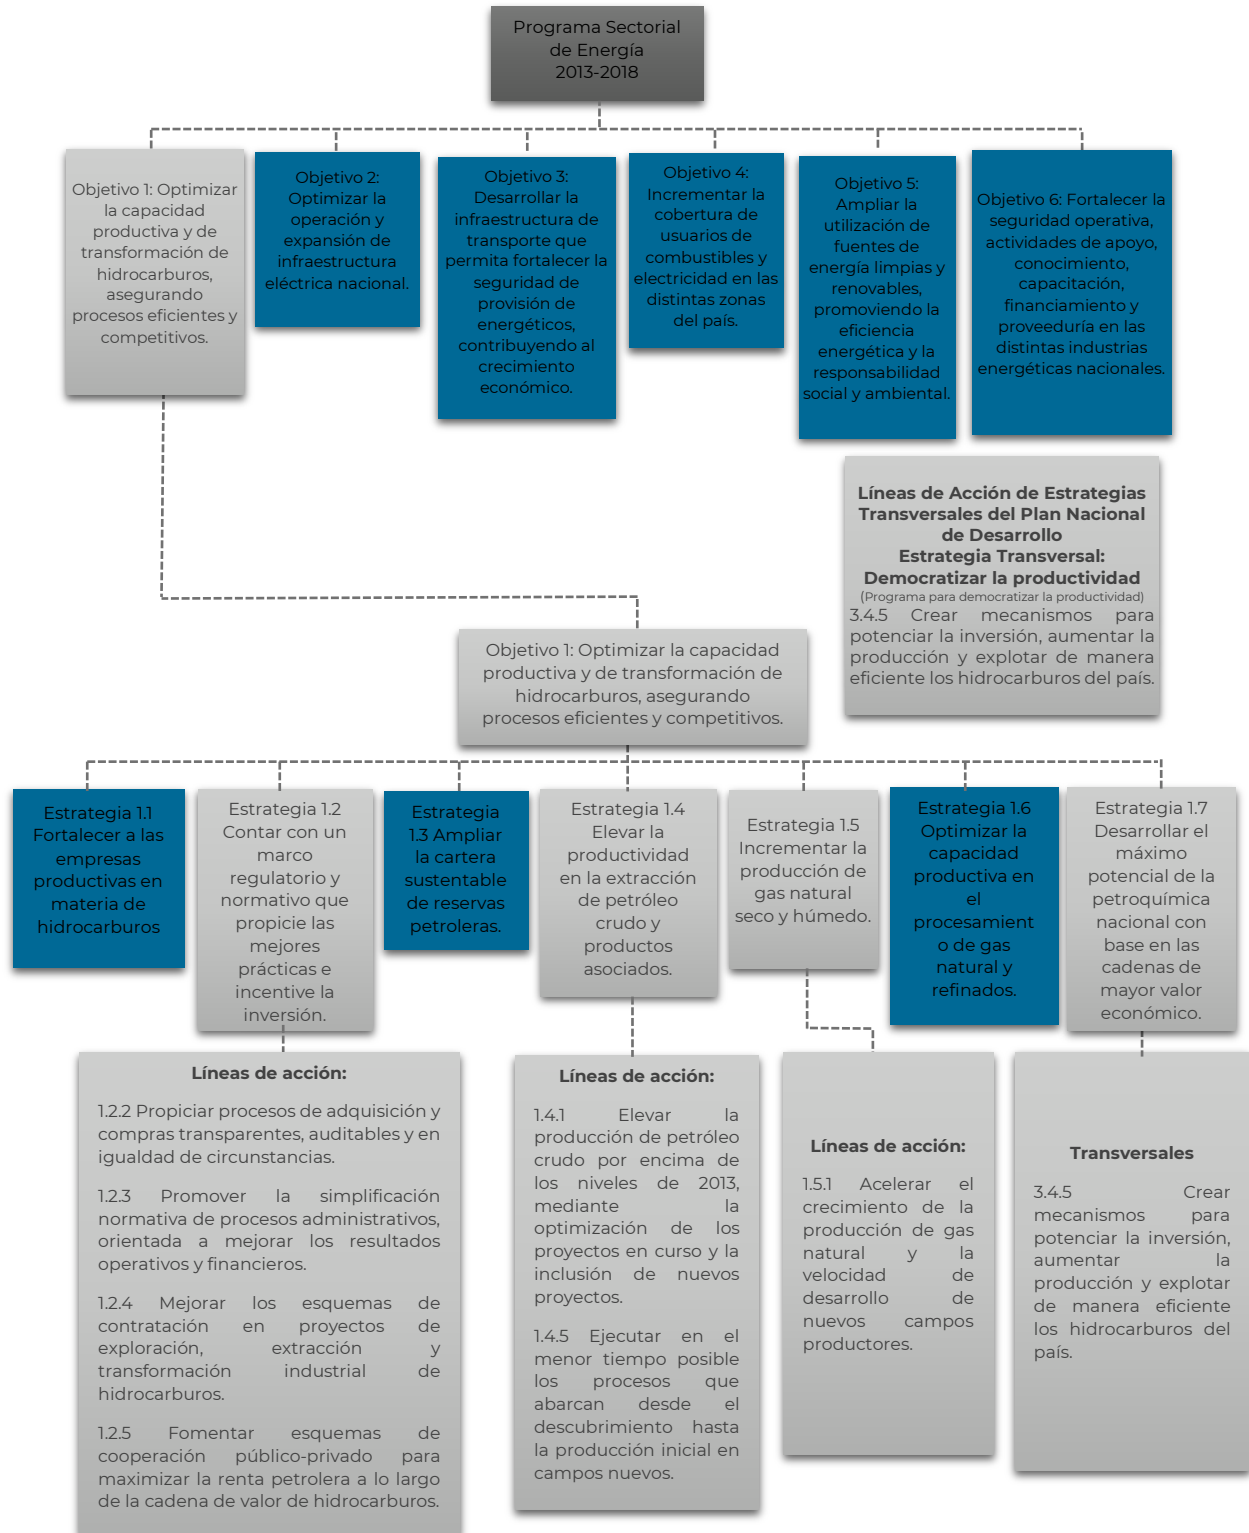 Programa Sectorial
de Energía
2013-2018
Objetivo 1: Optimizar
la capacidad
productiva y de
transformación de
hidrocarburos,
asegurando
procesos eficientes y
competitivos.
Objetivo 2:
Optimizar la
operación y
expansión de
infraestructura
eléctrica nacional.
Objetivo 3:
Desarrollar la
infraestructura de
transporte que
permita fortalecer la
seguridad de
provisión de
energéticos,
contribuyendo al
crecimiento
económico.
Objetivo 4:
Incrementar la
cobertura de
usuarios de
combustibles y
electricidad en las
distintas zonas
del país.
Objetivo 5:
Ampliar la
utilización de
fuentes de
energía limpias y
renovables,
promoviendo la
eficiencia
energética y la
responsabilidad
social y ambiental.
Objetivo 6: Fortalecer la
seguridad operativa,
actividades de apoyo,
conocimiento,
capacitación,
financiamiento y
proveeduría en las
distintas industrias
energéticas nacionales.
Líneas de Acción de Estrategias
Transversales del Plan Nacional
de Desarrollo
Estrategia Transversal:
Democratizar la productividad
(Programa para democratizar la productividad)
3.4.5 Crear mecanismos para
potenciar la inversión, aumentar la
producción y explotar de manera
eficiente los hidrocarburos del país.
Objetivo 1: Optimizar la capacidad
productiva y de transformación de
hidrocarburos, asegurando
procesos eficientes y competitivos.
Estrategia 1.1
Fortalecer a las
empresas
productivas en
materia de
hidrocarburos
Estrategia 1.2
Contar con un
marco
regulatorio y
normativo que
propicie las
mejores
prácticas e
incentive la
inversión.
Estrategia
1.3 Ampliar
la cartera
sustentable
de reservas
petroleras.
Estrategia 1.4
Elevar la
productividad
en la extracción
de petróleo
crudo y
productos
asociados.
Estrategia 1.5
Incrementar la
producción de
gas natural
seco y húmedo.
Estrategia 1.6
Optimizar la
capacidad
productiva en
el
procesamient
o de gas
natural y
refinados.
Estrategia 1.7
Desarrollar el
máximo
potencial de la
petroquímica
nacional con
base en las
cadenas de
mayor valor
económico.
Líneas de acción:
1.2.2 Propiciar procesos de adquisición y
compras transparentes, auditables y en
igualdad de circunstancias.
1.2.3 Promover la simplificación
normativa de procesos administrativos,
orientada a mejorar los resultados
operativos y financieros.
1.2.4 Mejorar los esquemas de
contratación en proyectos de
exploración, extracción y
transformación industrial de
hidrocarburos.
1.2.5 Fomentar esquemas de
cooperación público-privado para
maximizar la renta petrolera a lo largo
de la cadena de valor de hidrocarburos.
Líneas de acción:
1.4.1 Elevar la
producción de petróleo
crudo por encima de
los niveles de 2013,
mediante la
optimización de los
proyectos en curso y la
inclusión de nuevos
proyectos.
1.4.5 Ejecutar en el
menor tiempo posible
los procesos que
abarcan desde el
descubrimiento hasta
la producción inicial en
campos nuevos.
Líneas de acción:
1.5.1 Acelerar el
crecimiento de la
producción de gas
natural y la
velocidad de
desarrollo de
nuevos campos
productores.
Transversales
3.4.5 Crear
mecanismos para
potenciar la inversión,
aumentar la
producción y explotar
de manera eficiente
los hidrocarburos del
país.